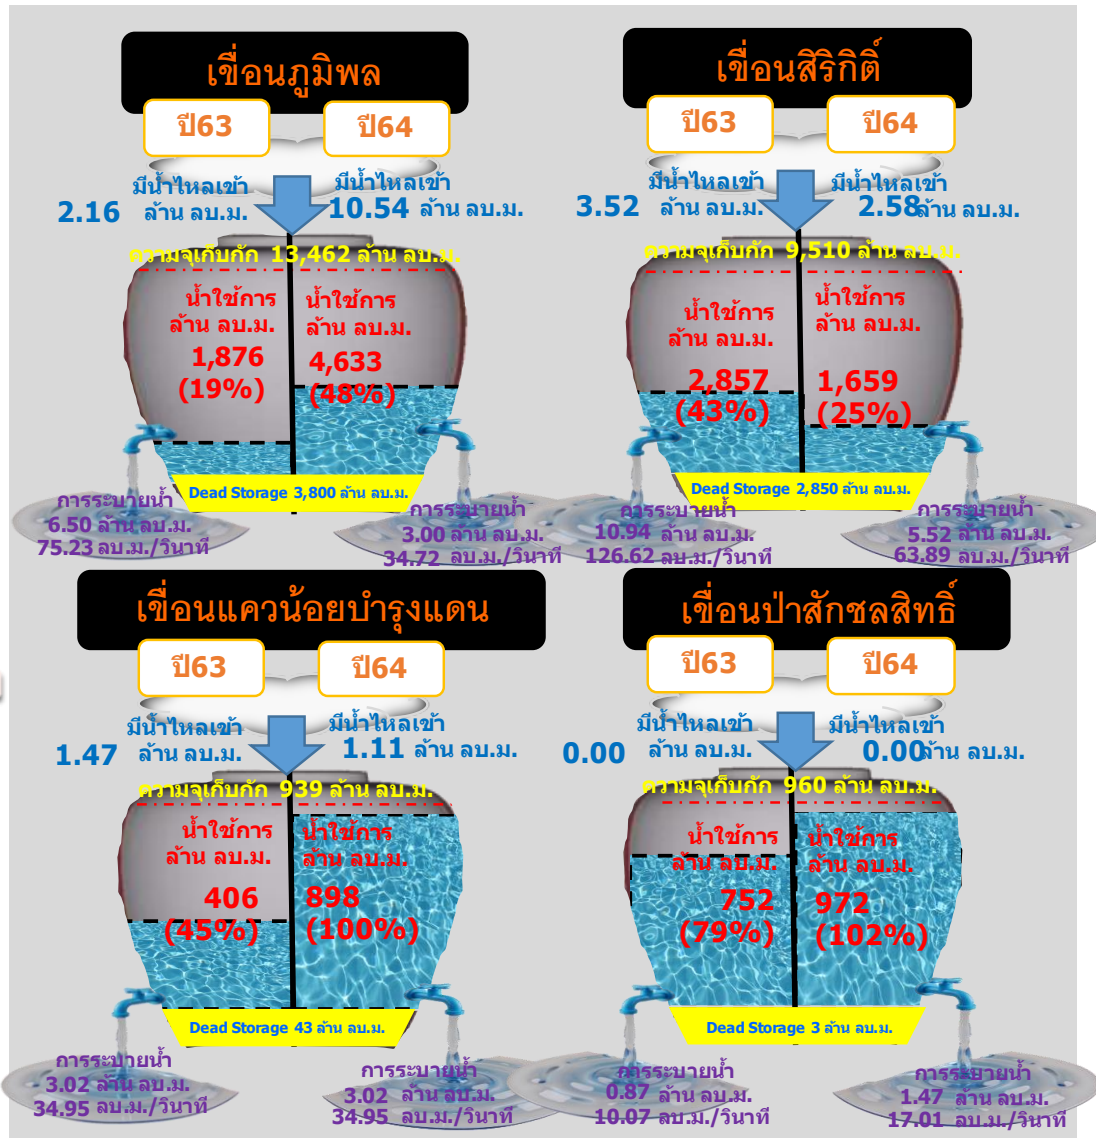 เขื่อนภูมิพล
ปี63
ปี64
มีน้ำไหลเข้า
2.16 ล้าน ลบ.ม.
มีน้ำไหลเข้า
10.54 ล้าน ลบ.ม.
ความจุเก็บกัก 13,462 ล้าน ลบ.ม.
น้ำใช้การ
ล้าน ลบ.ม.
1,876
(19%)
น้ำใช้การ
ล้าน ลบ.ม.
4,633
(48%)
Dead Storage 3,800 ล้าน ลบ.ม.
การระบายน้ำ
6.50 ล้าน ลบ.ม.
75.23 ลบ.ม./วินาที
การระบายน้ำ
3.00 ล้าน ลบ.ม.
34.72 ลบ.ม./วินาที
เขื่อนสิริกิติ์
ปี63
ปี64
มีน้ำไหลเข้า
3.52 ล้าน ลบ.ม.
มีน้ำไหลเข้า
2.58 ล้าน ลบ.ม.
ความจุเก็บกัก 9,510 ล้าน ลบ.ม.
น้ำใช้การ
ล้าน ลบ.ม.
2,857
(43%)
น้ำใช้การ
ล้าน ลบ.ม.
1,659
(25%)
Dead Storage 2,850 ล้าน ลบ.ม.
การระบายน้ำ
10.94 ล้าน ลบ.ม.
126.62 ลบ.ม./วินาที
การระบายน้ำ
5.52 ล้าน ลบ.ม.
63.89 ลบ.ม./วินาที
เขื่อนแควน้อยบำรุงแดน
ปี63
ปี64
มีน้ำไหลเข้า
1.47 ล้าน ลบ.ม.
มีน้ำไหลเข้า
1.11 ล้าน ลบ.ม.
ความจุเก็บกัก 939 ล้าน ลบ.ม.
น้ำใช้การ
ล้าน ลบ.ม.
406
(45%)
น้ำใช้การ
ล้าน ลบ.ม.
898
(100%)
Dead Storage 43 ล้าน ลบ.ม.
การระบายน้ำ
3.02 ล้าน ลบ.ม.
34.95 ลบ.ม./วินาที
การระบายน้ำ
3.02 ล้าน ลบ.ม.
34.95 ลบ.ม./วินาที
เขื่อนป่าสักชลสิทธิ์
ปี63
ปี64
มีน้ำไหลเข้า
0.00 ล้าน ลบ.ม.
มีน้ำไหลเข้า
0.00 ล้าน ลบ.ม.
ความจุเก็บกัก 960 ล้าน ลบ.ม.
น้ำใช้การ
ล้าน ลบ.ม.
752
(79%)
น้ำใช้การ
ล้าน ลบ.ม.
972
(102%)
Dead Storage 3 ล้าน ลบ.ม.
การระบายน้ำ
0.87 ล้าน ลบ.ม.
10.07 ลบ.ม./วินาที
การระบายน้ำ
1.47 ล้าน ลบ.ม.
17.01 ลบ.ม./วินาที